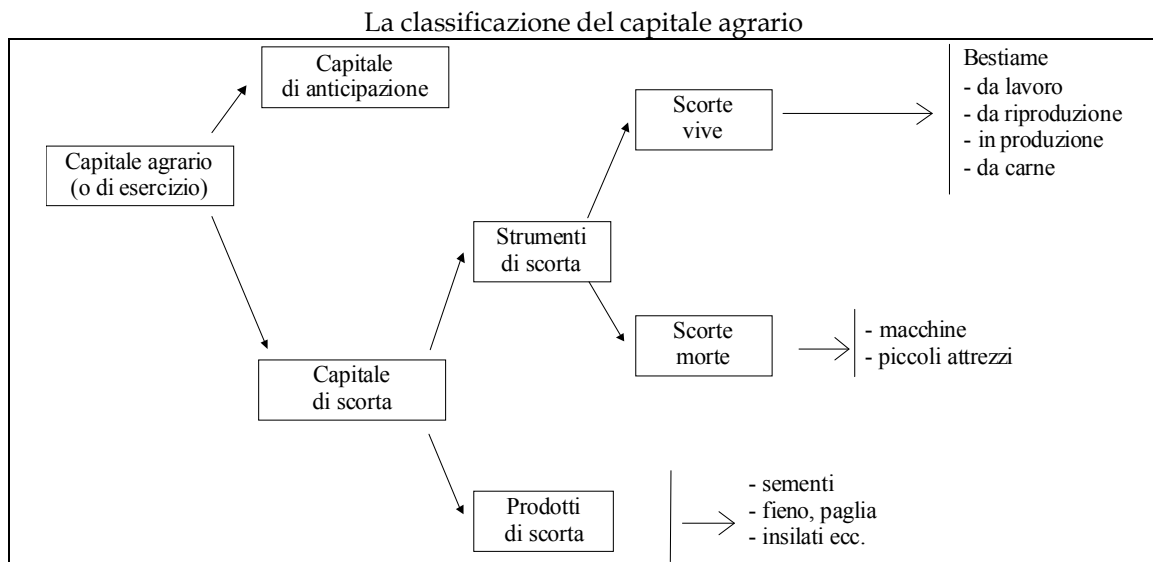 La classificazione del capitale agrario
Capitale
di anticipazione
Capitale agrario
(o di esercizio)
Capitale
di scorta
Strumenti
di scorta
Prodotti
di scorta
Scorte
vive
Scorte
morte
Bestiame
- da lavoro
- da riproduzione
- in produzione
- da carne
- macchine
- piccoli attrezzi
- sementi
- fieno, paglia
- insilati ecc.